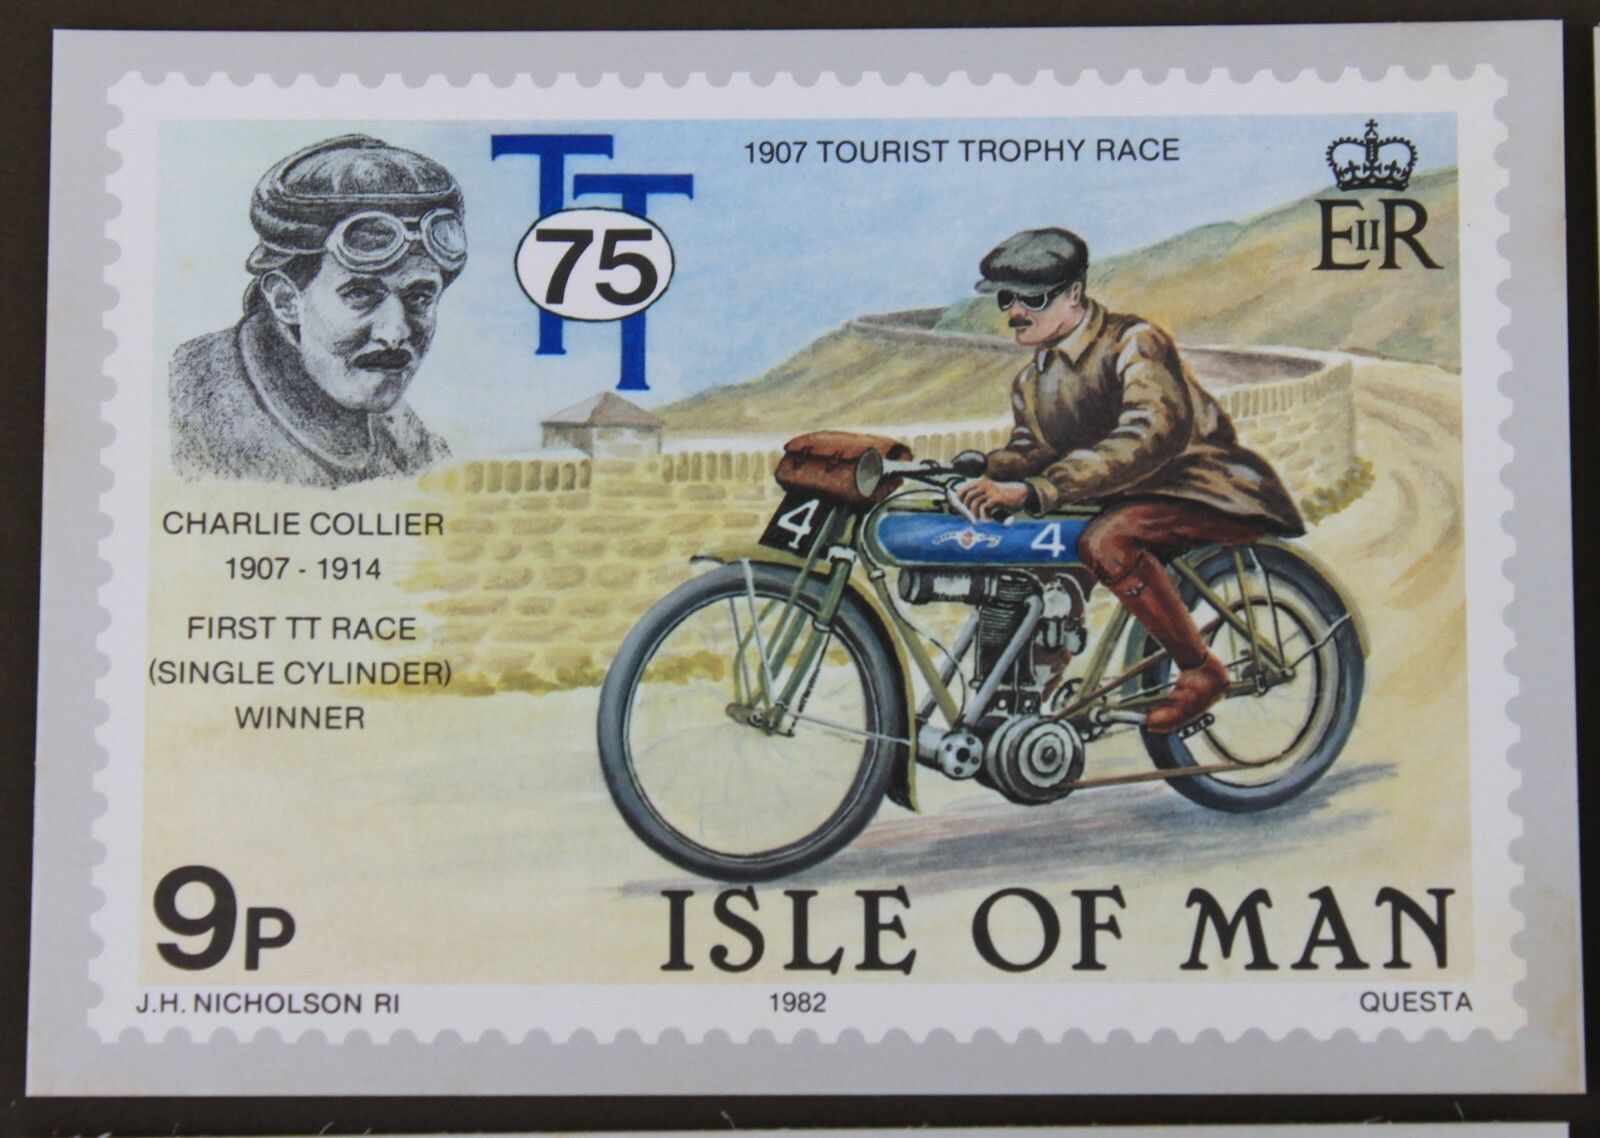 1907 TOURIST TROPHY RACE
TT
75
EIIR
CHARLIE COLLIER
1907 - 1914
FIRST TT RACE
(SINGLE CYLINDER)
WINNER
4
4
9P
ISLE OF MAN
J.H. NICHOLSON RI
1982
QUESTA